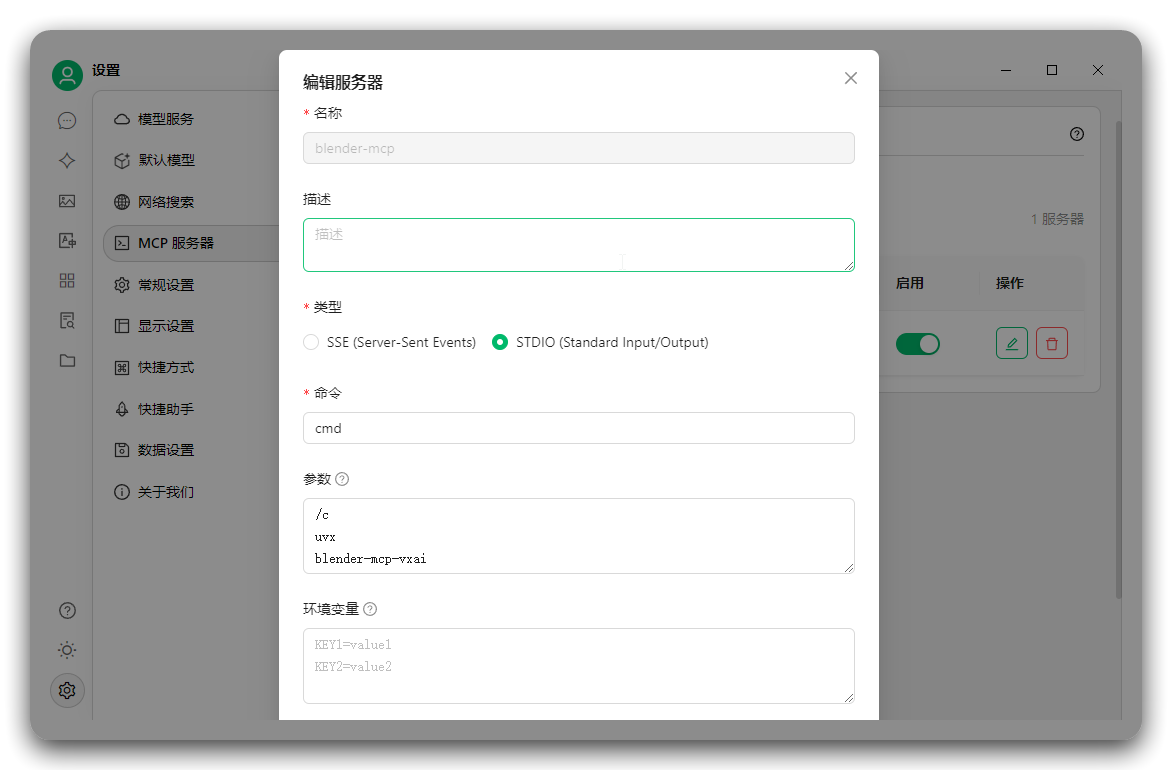 设置
模型服务
默认模型
网络搜索
MCP 服务器
常规设置
显示设置
快捷方式
快捷助手
数据设置
关于我们
编辑服务器
* 名称
blender-mcp
描述
描述
* 类型
SSE (Server-Sent Events) STDIO (Standard Input/Output)
* 命令
cmd
参数
/c
uvx
blender-mcp-vxai
环境变量
KEY1=value1
KEY2=value2
1 服务器
启用 操作